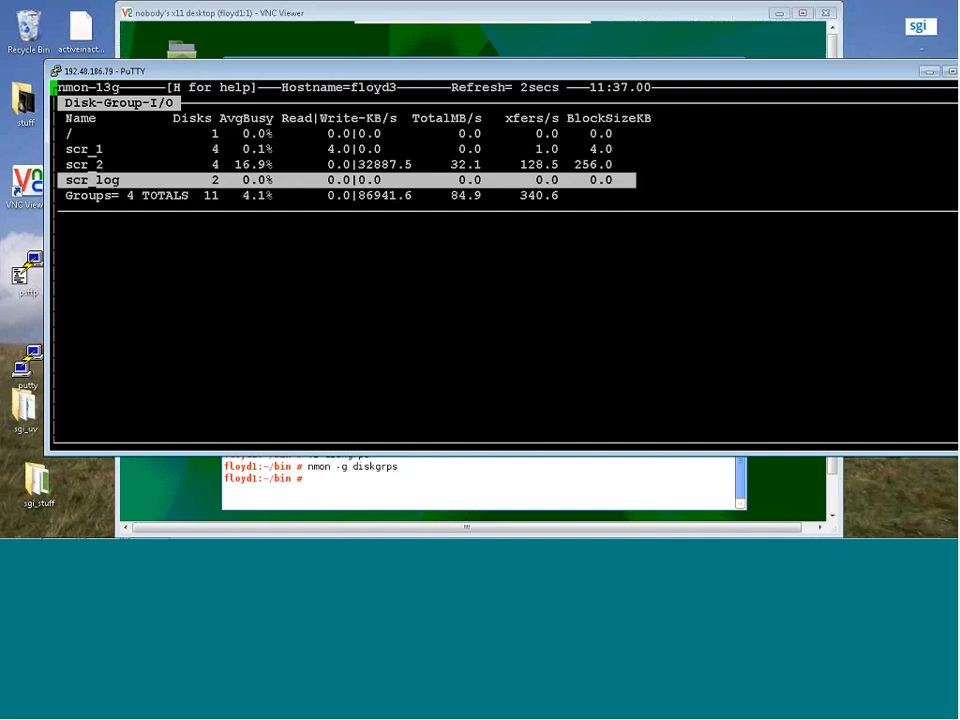 nobody's x11 desktop (floyd1:1) - VNC Viewer
Recycle Bin
activeinact...
sgi
192.48.186.79 - PuTTY
nmon-13g [H for help] Hostname=floyd3 Refresh= 2secs 11:37.00
Disk-Group-I/O
Name Disks AvgBusy Read|Write-KB/s TotalMB/s xfers/s BlockSizeKB
/ 1 0.0% 0.0|0.0 0.0 0.0 0.0
scr_1 4 0.1% 4.0|0.0 0.0 1.0 4.0
scr_2 4 16.9% 0.0|32887.5 32.1 128.5 256.0
scr_log 2 0.0% 0.0|0.0 0.0 0.0 0.0
Groups= 4 TOTALS 11 4.1% 0.0|86941.6 84.9 340.6
stuff
VNC View
psftp
putty
sgi_uv
sgi_stuff
floyd1:~/bin # nmon -g diskgrps
floyd1:~/bin #